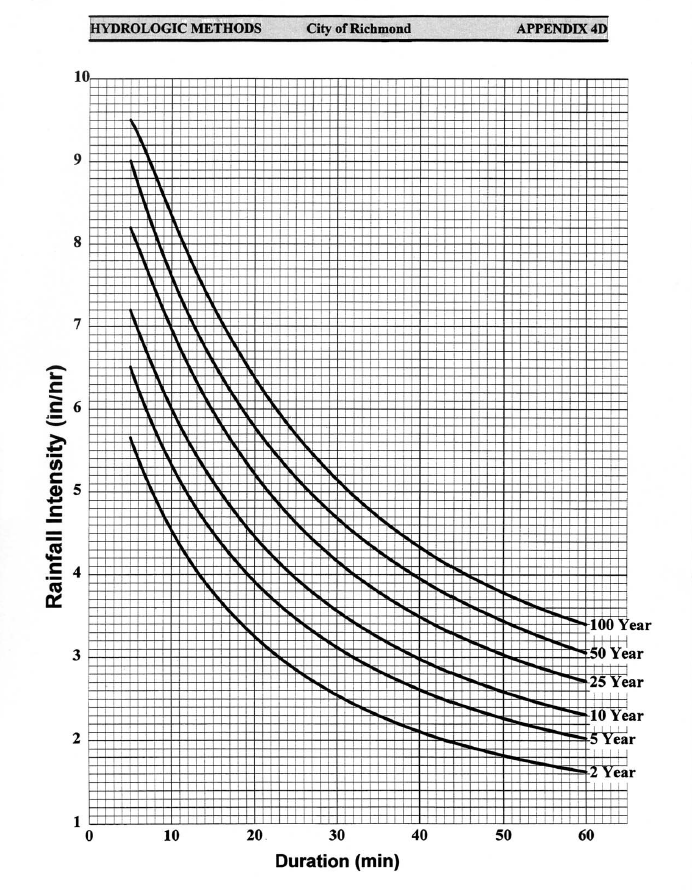 HYDROLOGIC METHODS City of Richmond APPENDIX 4D
10
9
8
7
6
5
4
3
2
1
Rainfall Intensity (in/nr)
100 Year
50 Year
25 Year
10 Year
5 Year
2 Year
0 10 20 30 40 50 60
Duration (min)